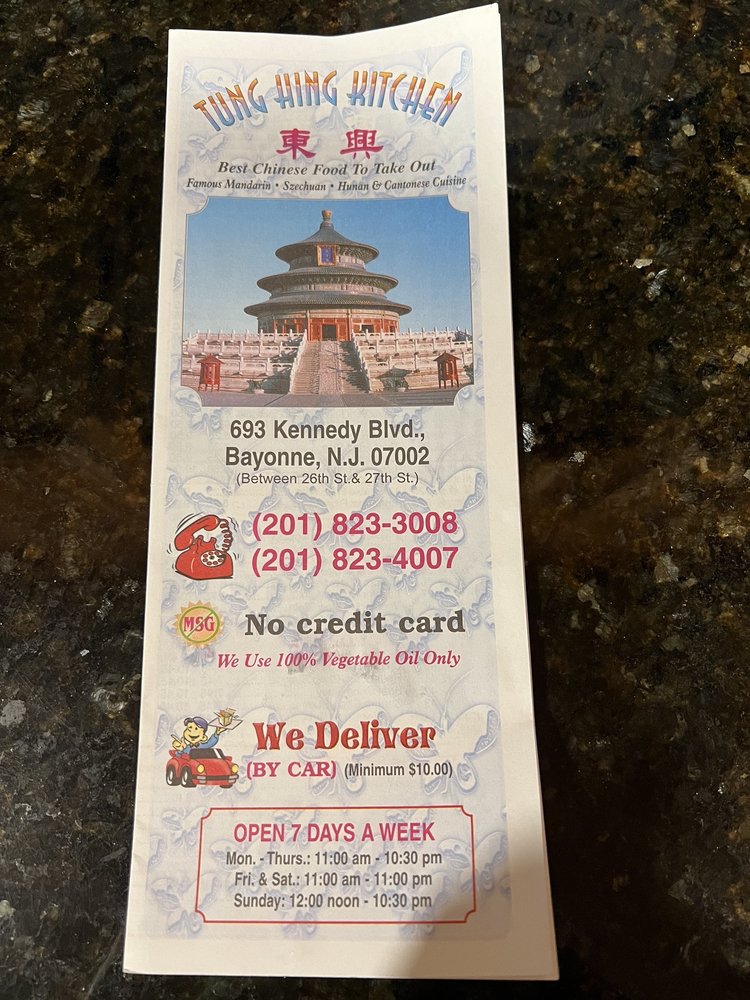 TUNG HING KITCHEN
東 興
Best Chinese Food To Take Out
Famous Mandarin • Szechuan • Hunan & Cantonese Cuisine
693 Kennedy Blvd.,
Bayonne, N.J. 07002
(Between 26th St.& 27th St.)
(201) 823-3008
(201) 823-4007
MSG
No credit card
We Use 100% Vegetable Oil Only
We Deliver
(BY CAR) (Minimum $10.00)
OPEN 7 DAYS A WEEK
Mon. - Thurs.: 11:00 am - 10:30 pm
Fri. & Sat.: 11:00 am - 11:00 pm
Sunday: 12:00 noon - 10:30 pm